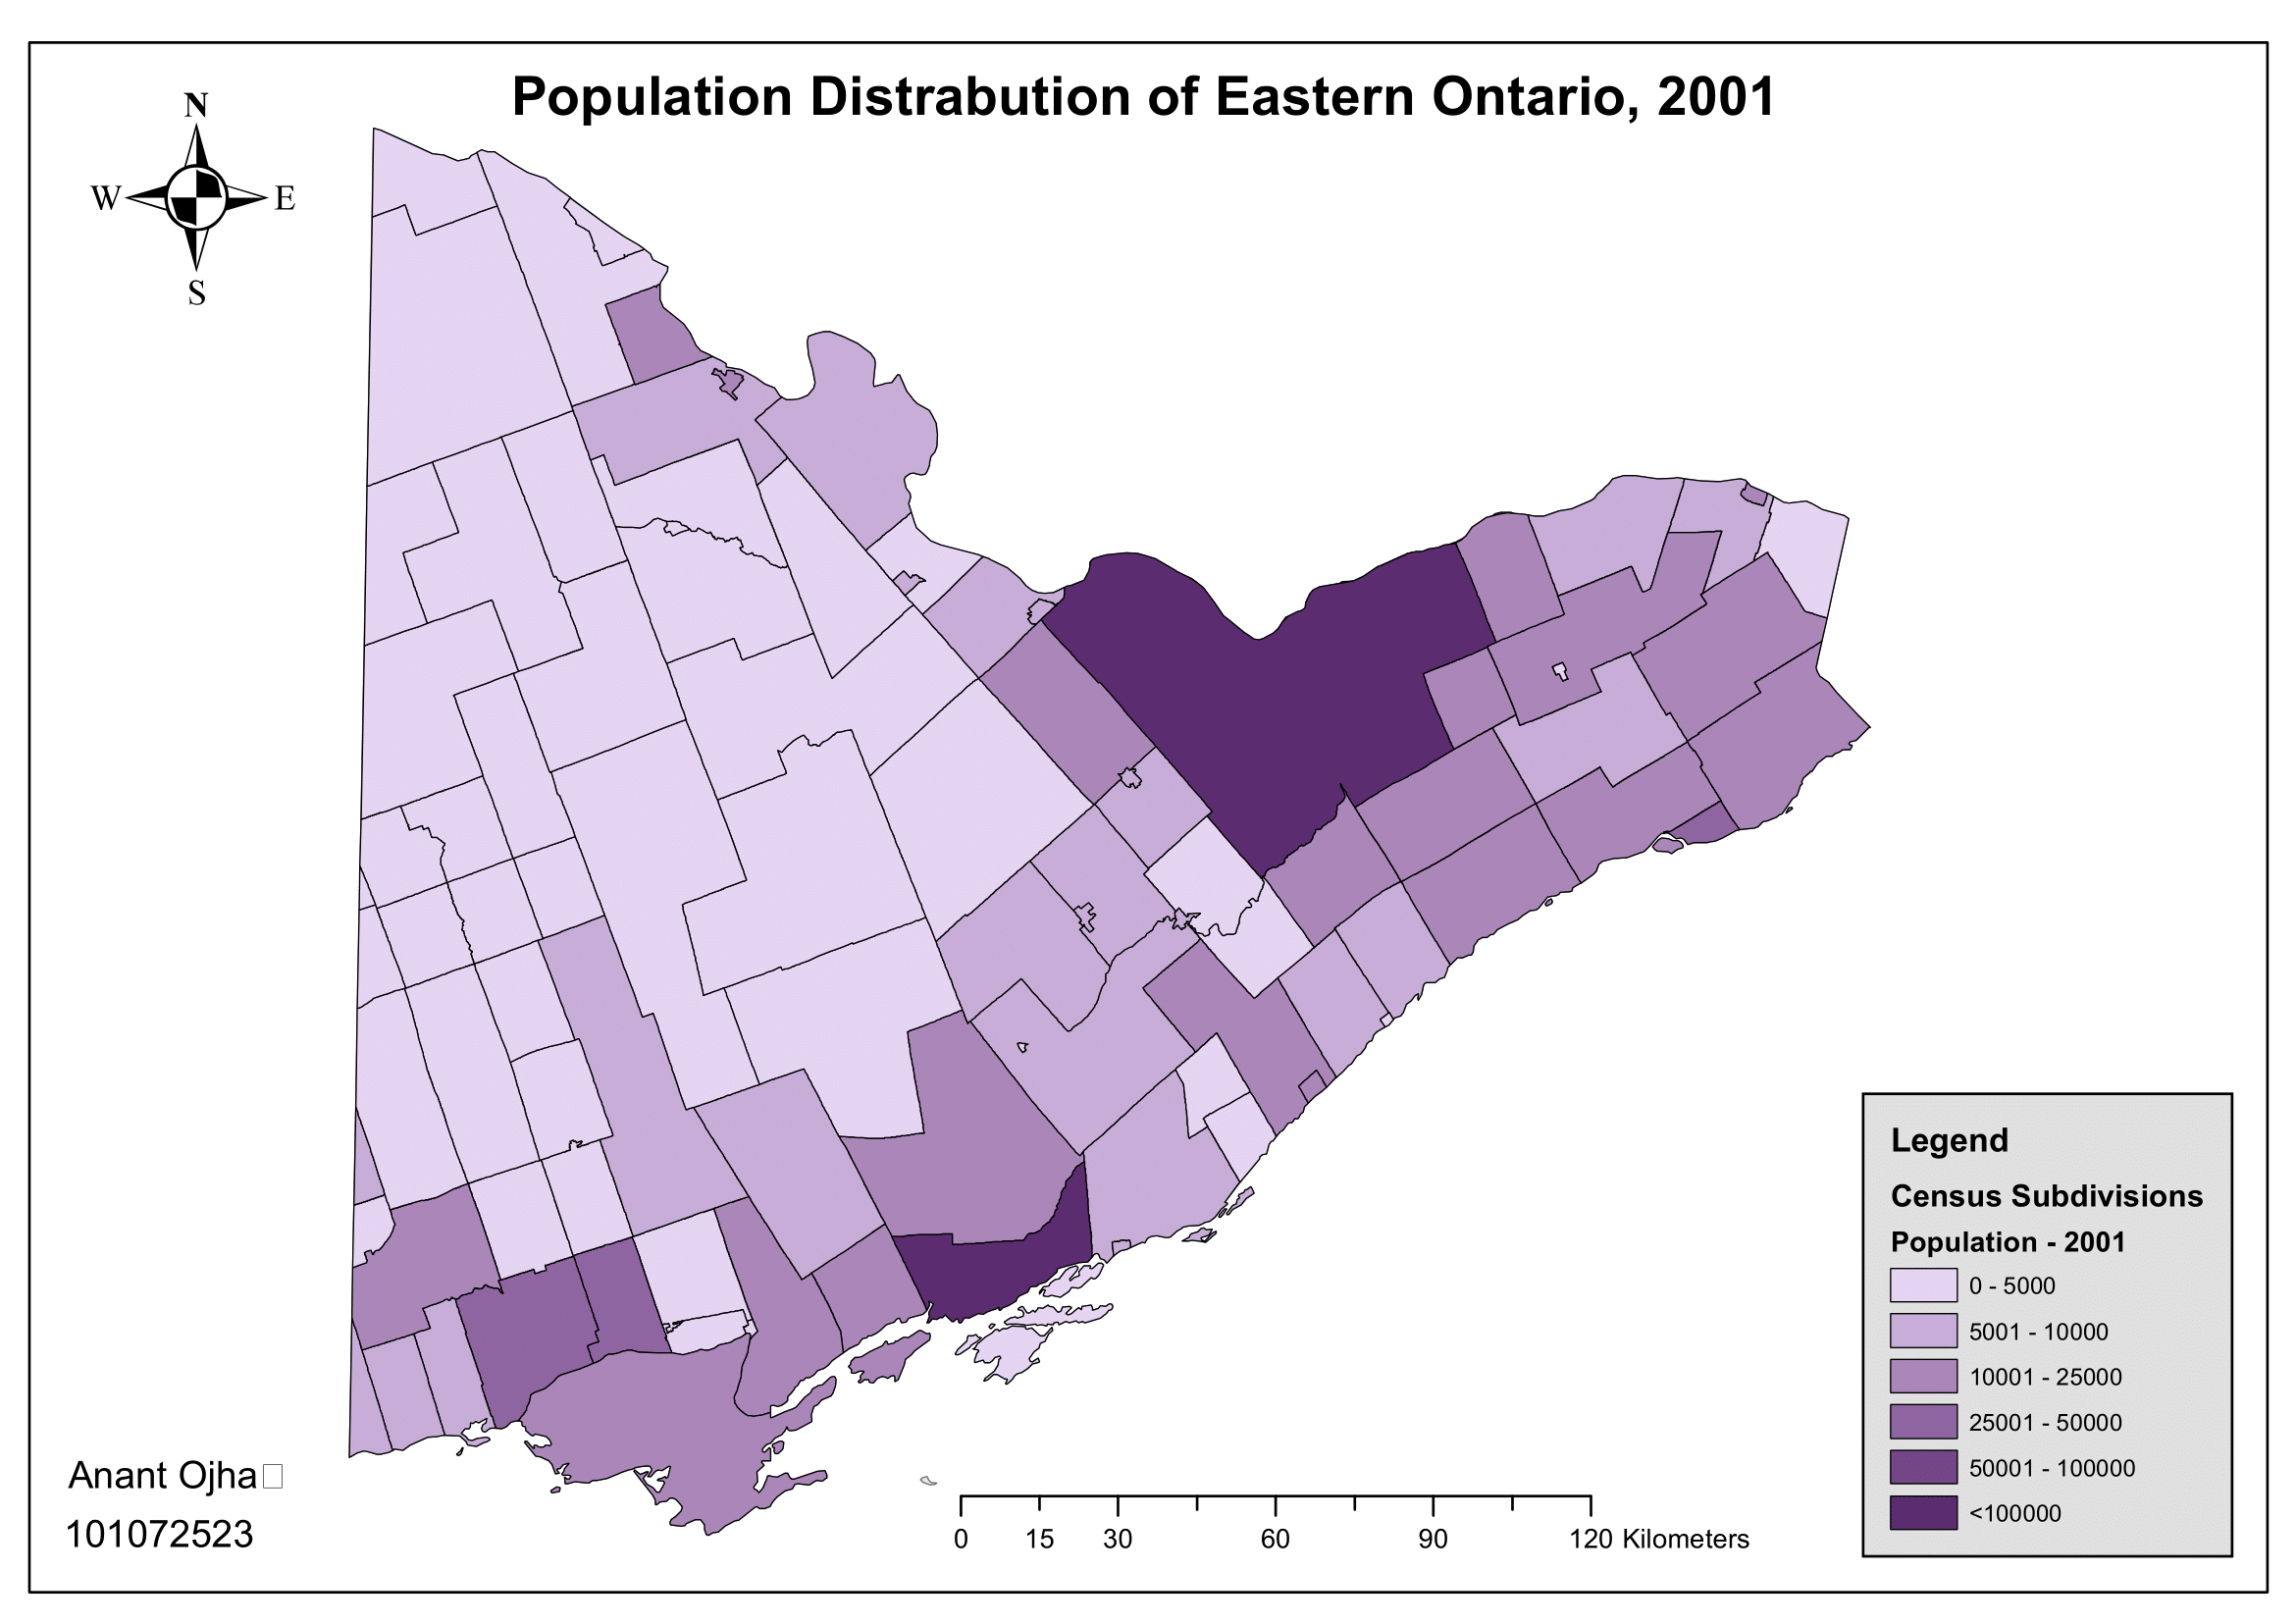 Population Distrabution of Eastern Ontario, 2001
N
W E
S
Legend
Census Subdivisions
Population - 2001
0 - 5000
5001 - 10000
10001 - 25000
25001 - 50000
50001 - 100000
<100000
Anant Ojha
101072523
0 15 30 60 90 120 Kilometers